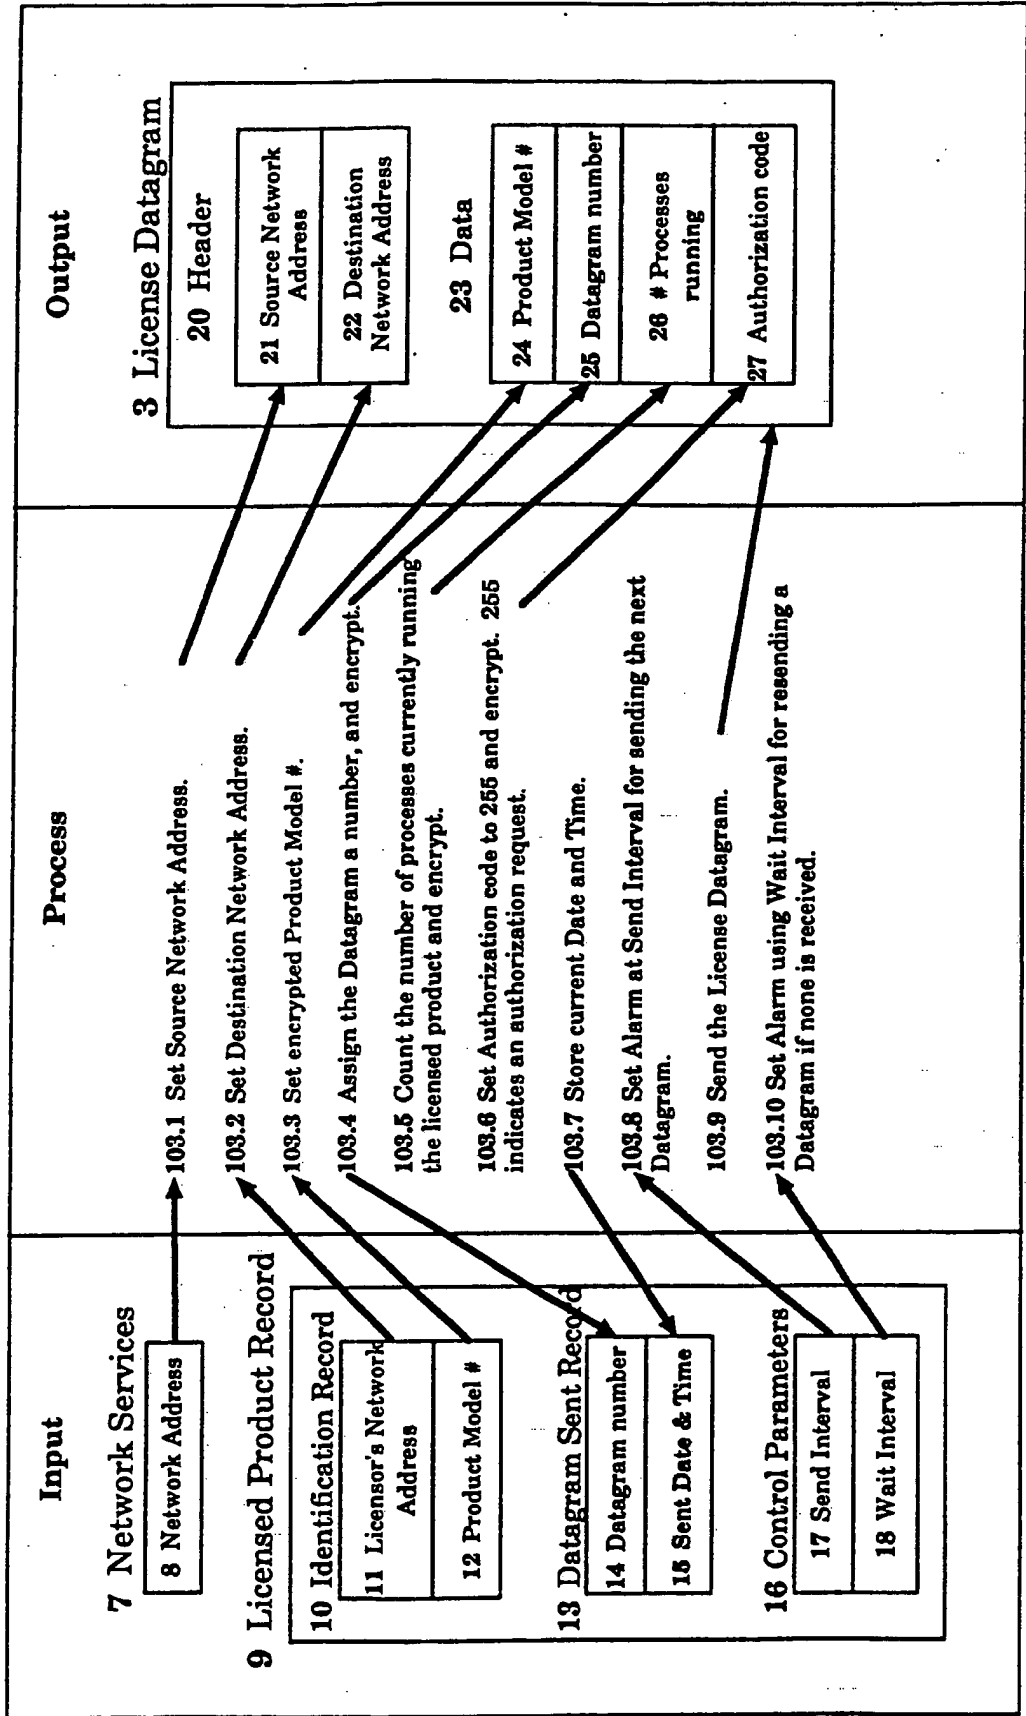 Input
Process
Output
7 Network Services
8 Network Address
9 Licensed Product Record
10 Identification Record
11 Licensor's Network
Address
12 Product Model #
13 Datagram Sent Record
14 Datagram number
15 Sent Date & Time
16 Control Parameters
17 Send Interval
18 Wait Interval
103.1 Set Source Network Address.
103.2 Set Destination Network Address.
103.3 Set encrypted Product Model #.
103.4 Assign the Datagram a number, and encrypt.
103.5 Count the number of processes currently running
the licensed product and encrypt.
103.6 Set Authorization code to 255 and encrypt. 255
indicates an authorization request.
103.7 Store current Date and Time.
103.8 Set Alarm at Send Interval for sending the next
Datagram.
103.9 Send the License Datagram.
103.10 Set Alarm using Wait Interval for resending a
Datagram if none is received.
3 License Datagram
20 Header
21 Source Network
Address
22 Destination
Network Address
23 Data
24 Product Model #
25 Datagram number
26 # Processes
running
27 Authorization code